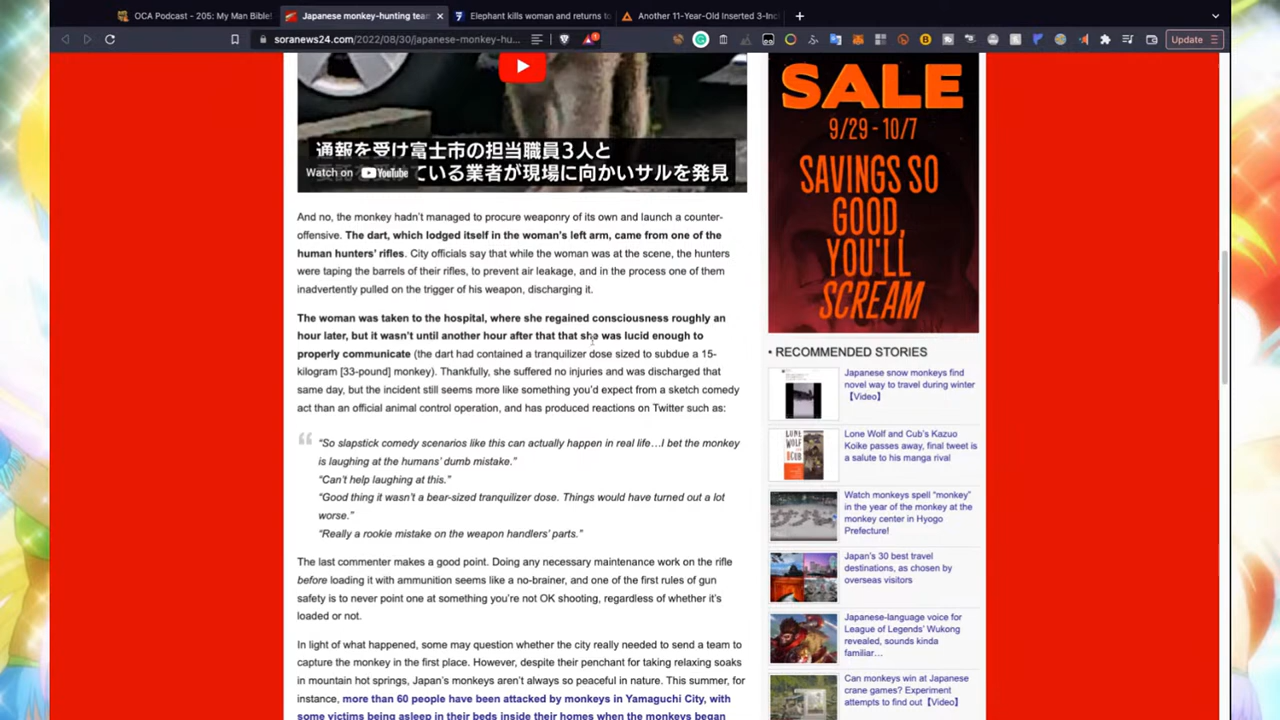 OCA Podcast - 205: My Man Bible!
Japanese monkey-hunting tean
Elephant kills woman and returns to
Another 11-Year-Old Inserted 3-Inc
soranews24.com/2022/08/30/japanese-monkey-hu...
Update
通報を受け富士市の担当職員3人と
ている業者が現場に向かいサルを発見
Watch on YouTube
And no, the monkey hadn't managed to procure weaponry of its own and launch a counter-
offensive. The dart, which lodged itself in the woman's left arm, came from one of the
human hunters' rifles. City officials say that while the woman was at the scene, the hunters
were taping the barrels of their rifles, to prevent air leakage, and in the process one of them
inadvertently pulled on the trigger of his weapon, discharging it.
The woman was taken to the hospital, where she regained consciousness roughly an
hour later, but it wasn't until another hour after that that she was lucid enough to
properly communicate (the dart had contained a tranquilizer dose sized to subdue a 15-
kilogram [33-pound] monkey). Thankfully, she suffered no injuries and was discharged that
same day, but the incident still seems more like something you'd expect from a sketch comedy
act than an official animal control operation, and has produced reactions on Twitter such as:
"So slapstick comedy scenarios like this can actually happen in real life…I bet the monkey
is laughing at the humans' dumb mistake."
"Can't help laughing at this."
"Good thing it wasn't a bear-sized tranquilizer dose. Things would have turned out a lot
worse."
"Really a rookie mistake on the weapon handlers' parts."
The last commenter makes a good point. Doing any necessary maintenance work on the rifle
before loading it with ammunition seems like a no-brainer, and one of the first rules of gun
safety is to never point one at something you're not OK shooting, regardless of whether it's
loaded or not.
In light of what happened, some may question whether the city really needed to send a team to
capture the monkey in the first place. However, despite their penchant for taking relaxing soaks
in mountain hot springs, Japan's monkeys aren't always so peaceful in nature. This summer, for
instance, more than 60 people have been attacked by monkeys in Yamaguchi City, with
some victims being asleep in their beds inside their homes when the monkeys began
SALE
9/29 - 10/7
SAVINGS SO
GOOD,
YOU'LL
SCREAM
• RECOMMENDED STORIES
Japanese snow monkeys find
novel way to travel during winter
【Video】
LONE
WOLF
AND
CUB
Lone Wolf and Cub's Kazuo
Koike passes away, final tweet is
a salute to his manga rival
Watch monkeys spell "monkey"
in the year of the monkey at the
monkey center in Hyogo
Prefecture!
Japan's 30 best travel
destinations, as chosen by
overseas visitors
Japanese-language voice for
League of Legends' Wukong
revealed, sounds kinda
familiar…
Can monkeys win at Japanese
crane games? Experiment
attempts to find out【Video】